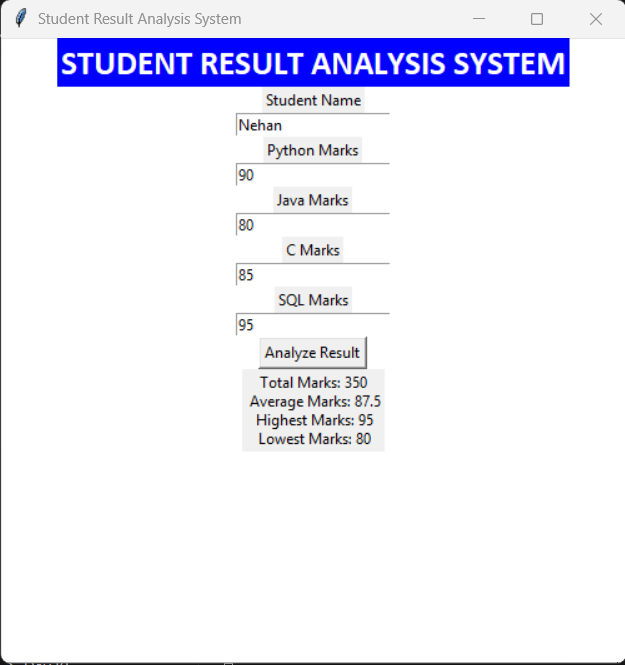 Student Result Analysis System
STUDENT RESULT ANALYSIS SYSTEM
Student Name
Nehan
Python Marks
90
Java Marks
80
C Marks
85
SQL Marks
95
Analyze Result
Total Marks: 350
Average Marks: 87.5
Highest Marks: 95
Lowest Marks: 80